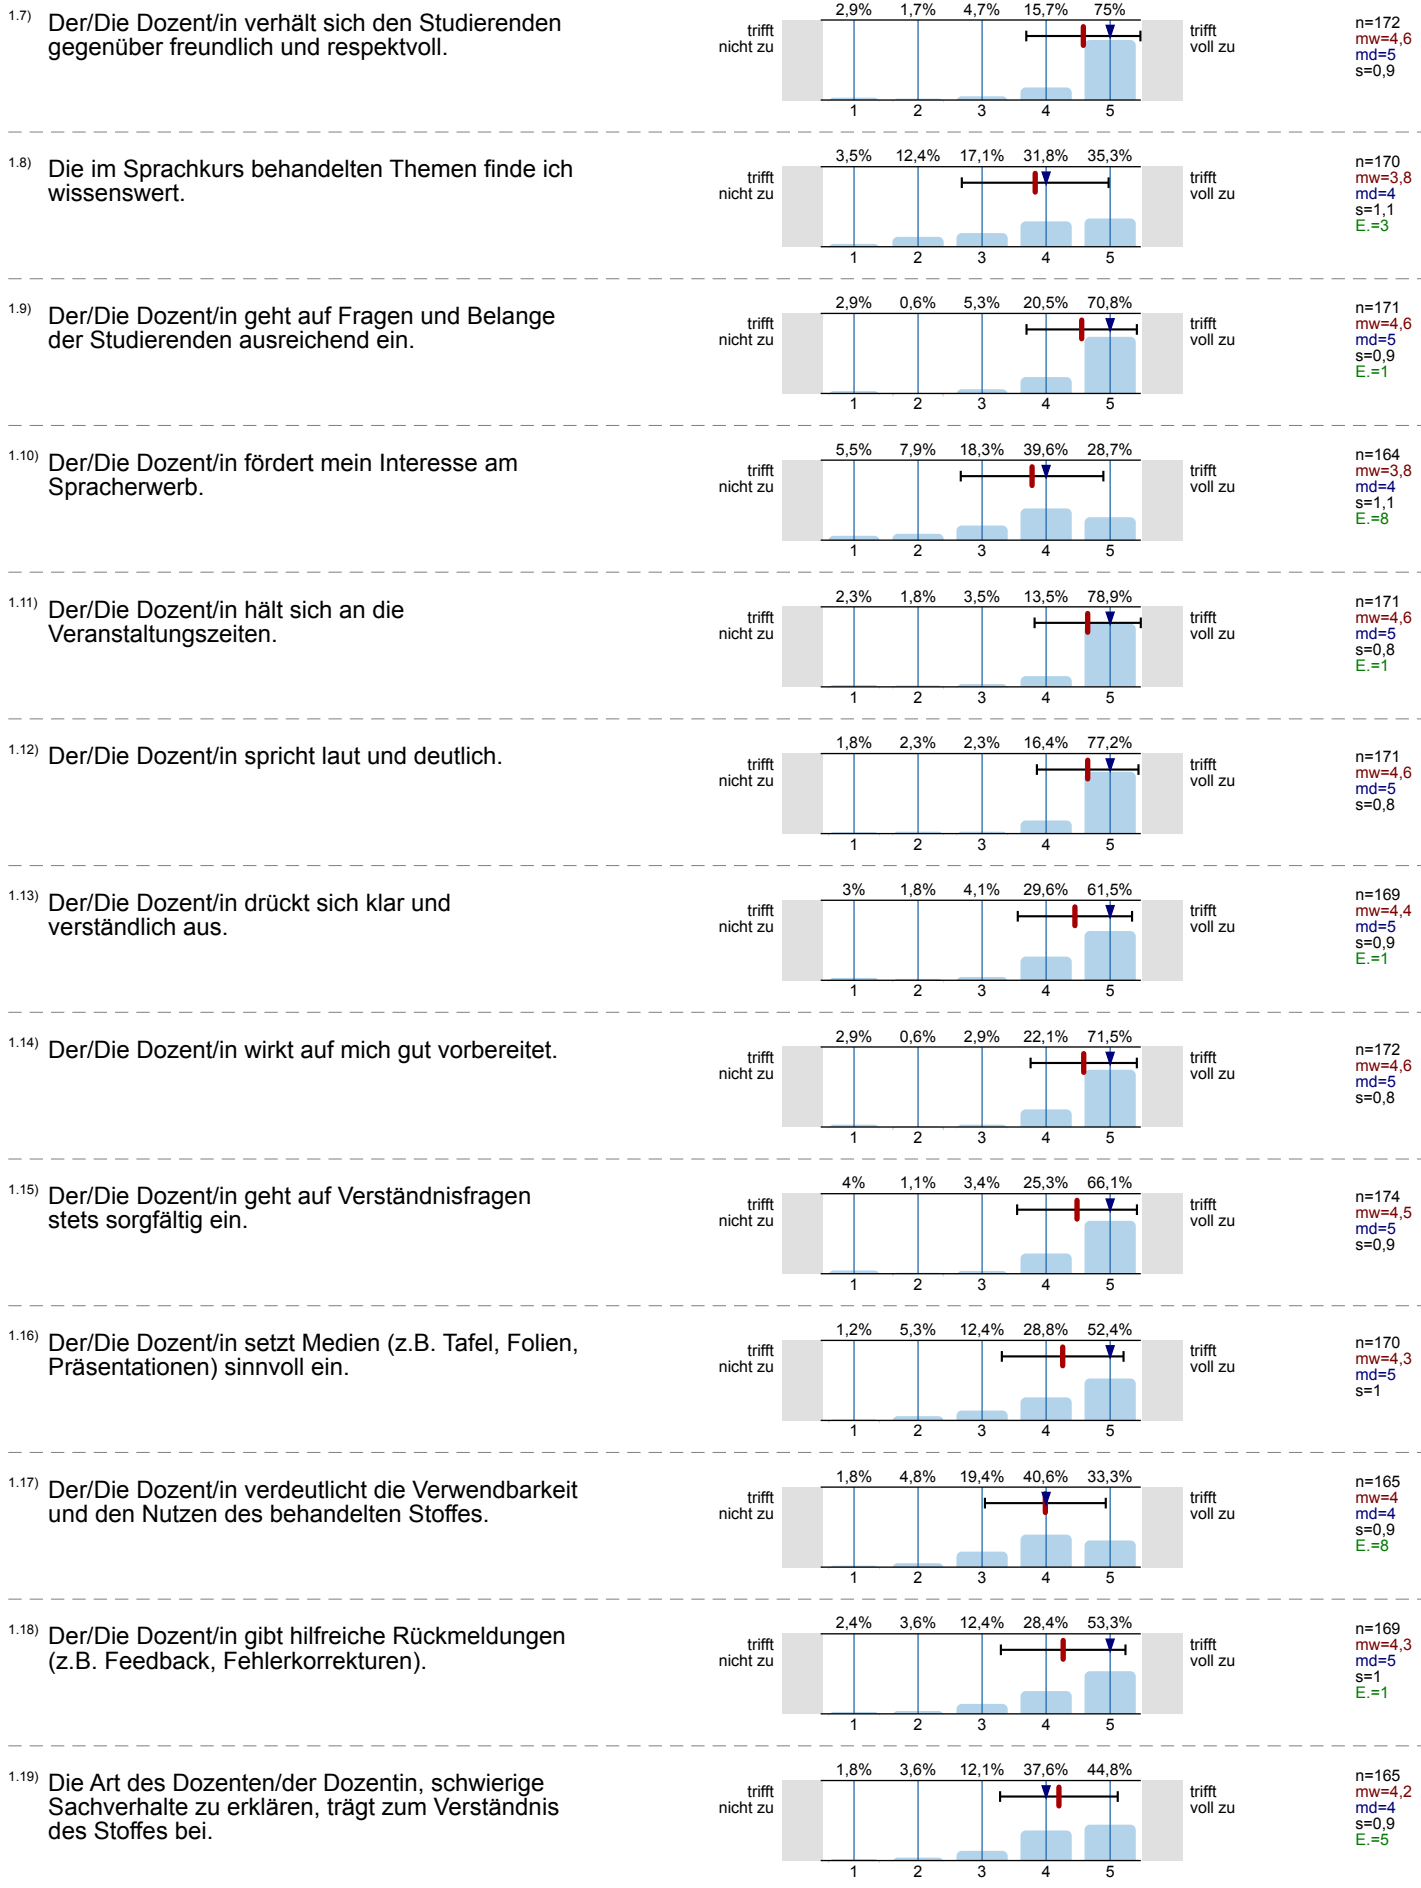 1.7) Der/Die Dozent/in verhält sich den Studierenden
gegenüber freundlich und respektvoll.
trifft
nicht zu
2,9% 1,7% 4,7% 15,7% 75%
1 2 3 4 5
trifft
voll zu
n=172
mw=4,6
md=5
s=0,9
1.8) Die im Sprachkurs behandelten Themen finde ich
wissenswert.
trifft
nicht zu
3,5% 12,4% 17,1% 31,8% 35,3%
1 2 3 4 5
trifft
voll zu
n=170
mw=3,8
md=4
s=1,1
E.=3
1.9) Der/Die Dozent/in geht auf Fragen und Belange
der Studierenden ausreichend ein.
trifft
nicht zu
2,9% 0,6% 5,3% 20,5% 70,8%
1 2 3 4 5
trifft
voll zu
n=171
mw=4,6
md=5
s=0,9
E.=1
1.10) Der/Die Dozent/in fördert mein Interesse am
Spracherwerb.
trifft
nicht zu
5,5% 7,9% 18,3% 39,6% 28,7%
1 2 3 4 5
trifft
voll zu
n=164
mw=3,8
md=4
s=1,1
E.=8
1.11) Der/Die Dozent/in hält sich an die
Veranstaltungszeiten.
trifft
nicht zu
2,3% 1,8% 3,5% 13,5% 78,9%
1 2 3 4 5
trifft
voll zu
n=171
mw=4,6
md=5
s=0,8
E.=1
1.12) Der/Die Dozent/in spricht laut und deutlich.
trifft
nicht zu
1,8% 2,3% 2,3% 16,4% 77,2%
1 2 3 4 5
trifft
voll zu
n=171
mw=4,6
md=5
s=0,8
1.13) Der/Die Dozent/in drückt sich klar und
verständlich aus.
trifft
nicht zu
3% 1,8% 4,1% 29,6% 61,5%
1 2 3 4 5
trifft
voll zu
n=169
mw=4,4
md=5
s=0,9
E.=1
1.14) Der/Die Dozent/in wirkt auf mich gut vorbereitet.
trifft
nicht zu
2,9% 0,6% 2,9% 22,1% 71,5%
1 2 3 4 5
trifft
voll zu
n=172
mw=4,6
md=5
s=0,8
1.15) Der/Die Dozent/in geht auf Verständnisfragen
stets sorgfältig ein.
trifft
nicht zu
4% 1,1% 3,4% 25,3% 66,1%
1 2 3 4 5
trifft
voll zu
n=174
mw=4,5
md=5
s=0,9
1.16) Der/Die Dozent/in setzt Medien (z.B. Tafel, Folien,
Präsentationen) sinnvoll ein.
trifft
nicht zu
1,2% 5,3% 12,4% 28,8% 52,4%
1 2 3 4 5
trifft
voll zu
n=170
mw=4,3
md=5
s=1
1.17) Der/Die Dozent/in verdeutlicht die Verwendbarkeit
und den Nutzen des behandelten Stoffes.
trifft
nicht zu
1,8% 4,8% 19,4% 40,6% 33,3%
1 2 3 4 5
trifft
voll zu
n=165
mw=4
md=4
s=0,9
E.=8
1.18) Der/Die Dozent/in gibt hilfreiche Rückmeldungen
(z.B. Feedback, Fehlerkorrekturen).
trifft
nicht zu
2,4% 3,6% 12,4% 28,4% 53,3%
1 2 3 4 5
trifft
voll zu
n=169
mw=4,3
md=5
s=1
E.=1
1.19) Die Art des Dozenten/der Dozentin, schwierige
Sachverhalte zu erklären, trägt zum Verständnis
des Stoffes bei.
trifft
nicht zu
1,8% 3,6% 12,1% 37,6% 44,8%
1 2 3 4 5
trifft
voll zu
n=165
mw=4,2
md=4
s=0,9
E.=5